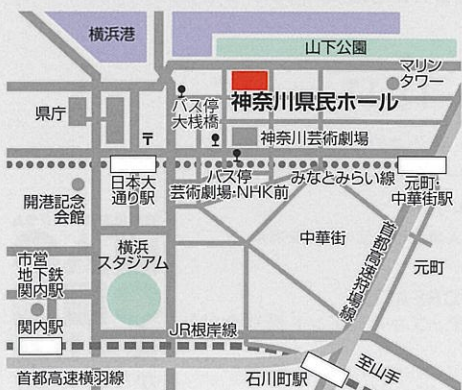 横浜港
山下公園
マリン
タワー
県庁
バス停
大桟橋
神奈川県民ホール
〒
神奈川芸術劇場
日本大
通り駅
バス停
芸術劇場・NHK前
みなとみらい線
元町・
中華街駅
開港記念
会館
横浜
スタジアム
中華街
首都高速狩場線
元町
市営
地下鉄
関内駅
関内駅
JR根岸線
首都高速横羽線
石川町駅
至山手